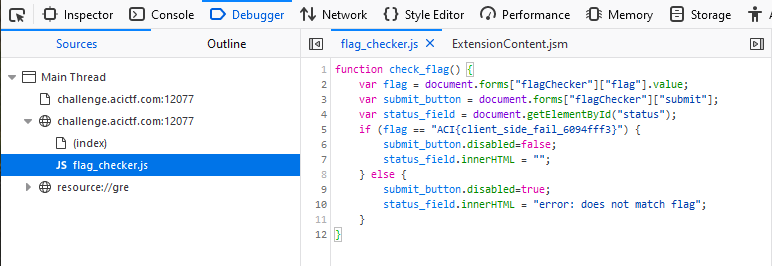 Inspector Console Debugger Network Style Editor Performance Memory Storage
Sources Outline flag_checker.js ExtensionContent.jsm
Main Thread
challenge.acictf.com:12077
challenge.acictf.com:12077
(index)
JS flag_checker.js
resource://gre
1 function check_flag() {
2 var flag = document.forms["flagChecker"]["flag"].value;
3 var submit_button = document.forms["flagChecker"]["submit"];
4 var status_field = document.getElementById("status");
5 if (flag == "ACI{client_side_fail_6094fff3}") {
6 submit_button.disabled=false;
7 status_field.innerHTML = "";
8 } else {
9 submit_button.disabled=true;
10 status_field.innerHTML = "error: does not match flag";
11 }
12 }